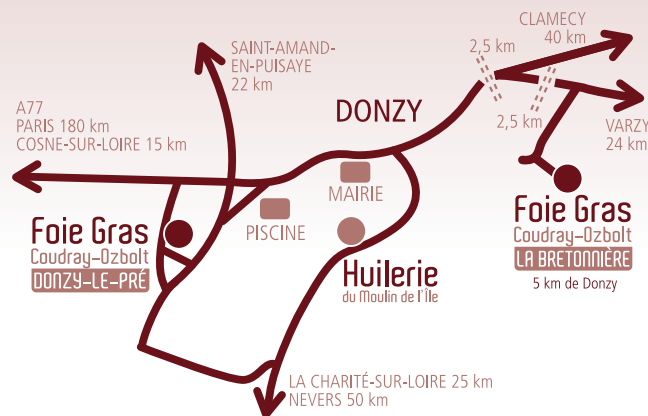 CLAMECY
40 km
2,5 km
SAINT-AMAND-
EN-PUISAYE
22 km
A77
PARIS 180 km
COSNE-SUR-LOIRE 15 km
DONZY
2,5 km
VARZY
24 km
MAIRIE
PISCINE
Foie Gras
Coudray-Ozbolt
DONZY-LE-PRÉ
Huilerie
du Moulin de l'Île
Foie Gras
Coudray-Ozbolt
LA BRETONNIÈRE
5 km de Donzy
LA CHARITÉ-SUR-LOIRE 25 km
NEVERS 50 km